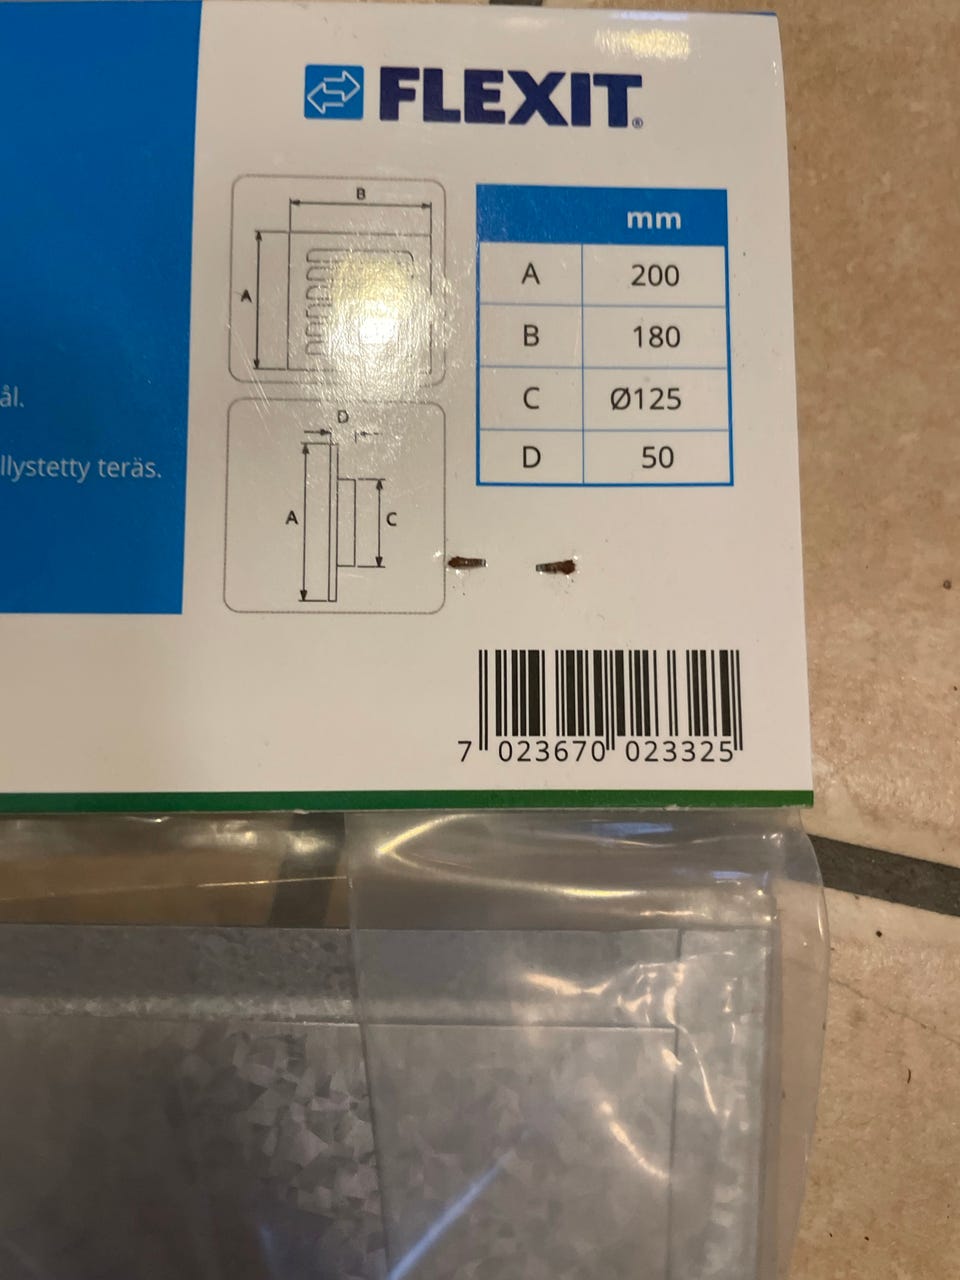 FLEXIT®
B
A
D
A
C
mm
A 200
B 180
C Ø125
D 50
ål.
llystetty teräs.
7 023670 023325